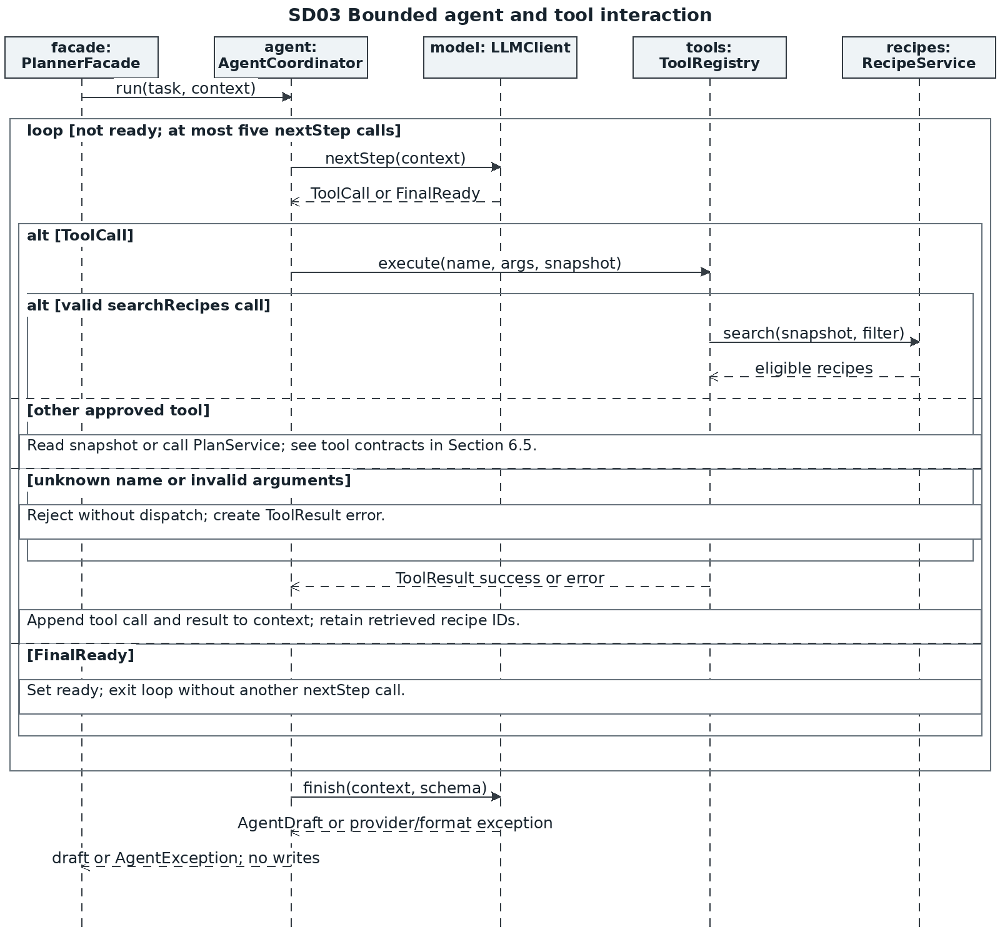 SD03 Bounded agent and tool interaction
facade:
PlannerFacade
agent:
AgentCoordinator
model: LLMClient
tools:
ToolRegistry
recipes:
RecipeService
run(task, context)
loop [not ready; at most five nextStep calls]
nextStep(context)
ToolCall or FinalReady
alt [ToolCall]
execute(name, args, snapshot)
alt [valid searchRecipes call]
search(snapshot, filter)
eligible recipes
[other approved tool]
Read snapshot or call PlanService; see tool contracts in Section 6.5.
[unknown name or invalid arguments]
Reject without dispatch; create ToolResult error.
ToolResult success or error
Append tool call and result to context; retain retrieved recipe IDs.
[FinalReady]
Set ready; exit loop without another nextStep call.
finish(context, schema)
AgentDraft or provider/format exception
draft or AgentException; no writes